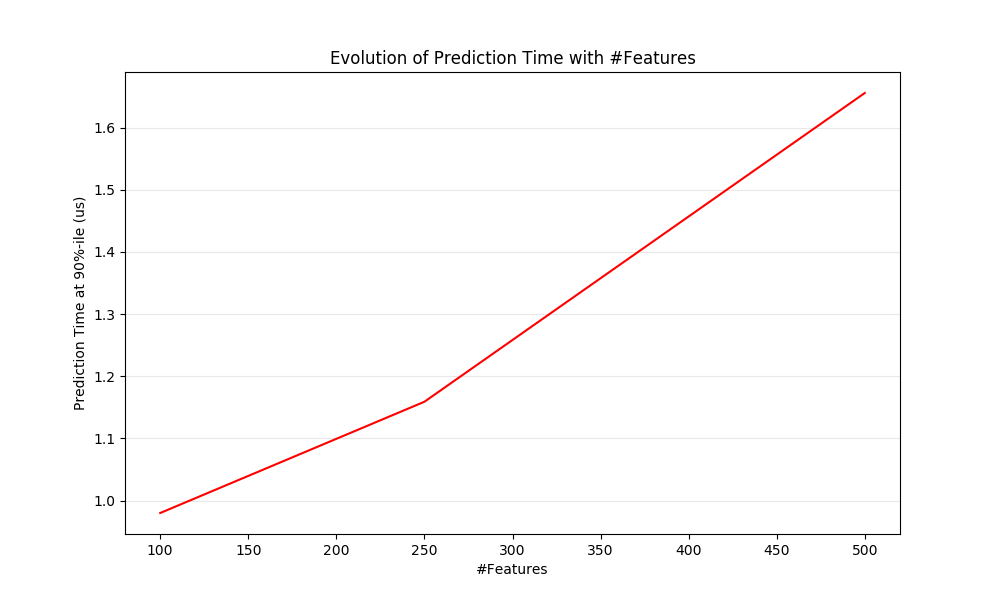 Evolution of Prediction Time with #Features
Prediction Time at 90%-ile (us)
1.6
1.5
1.4
1.3
1.2
1.1
1.0
100 150 200 250 300 350 400 450 500
#Features